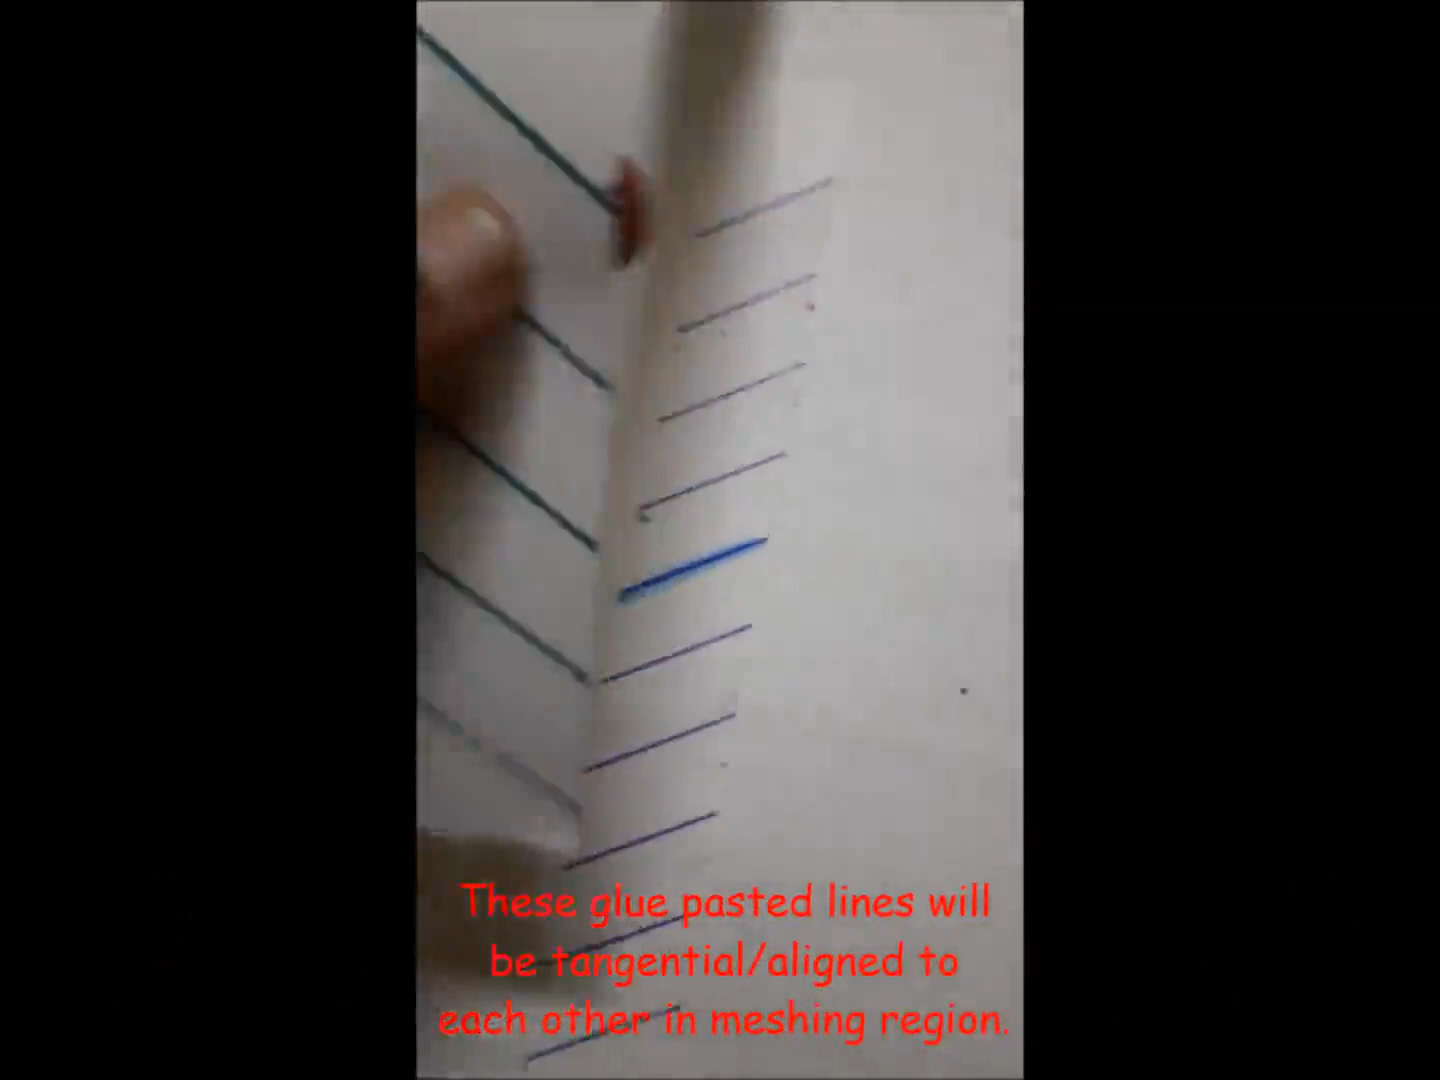 These glue pasted lines will
be tangential/aligned to
each other in meshing region.